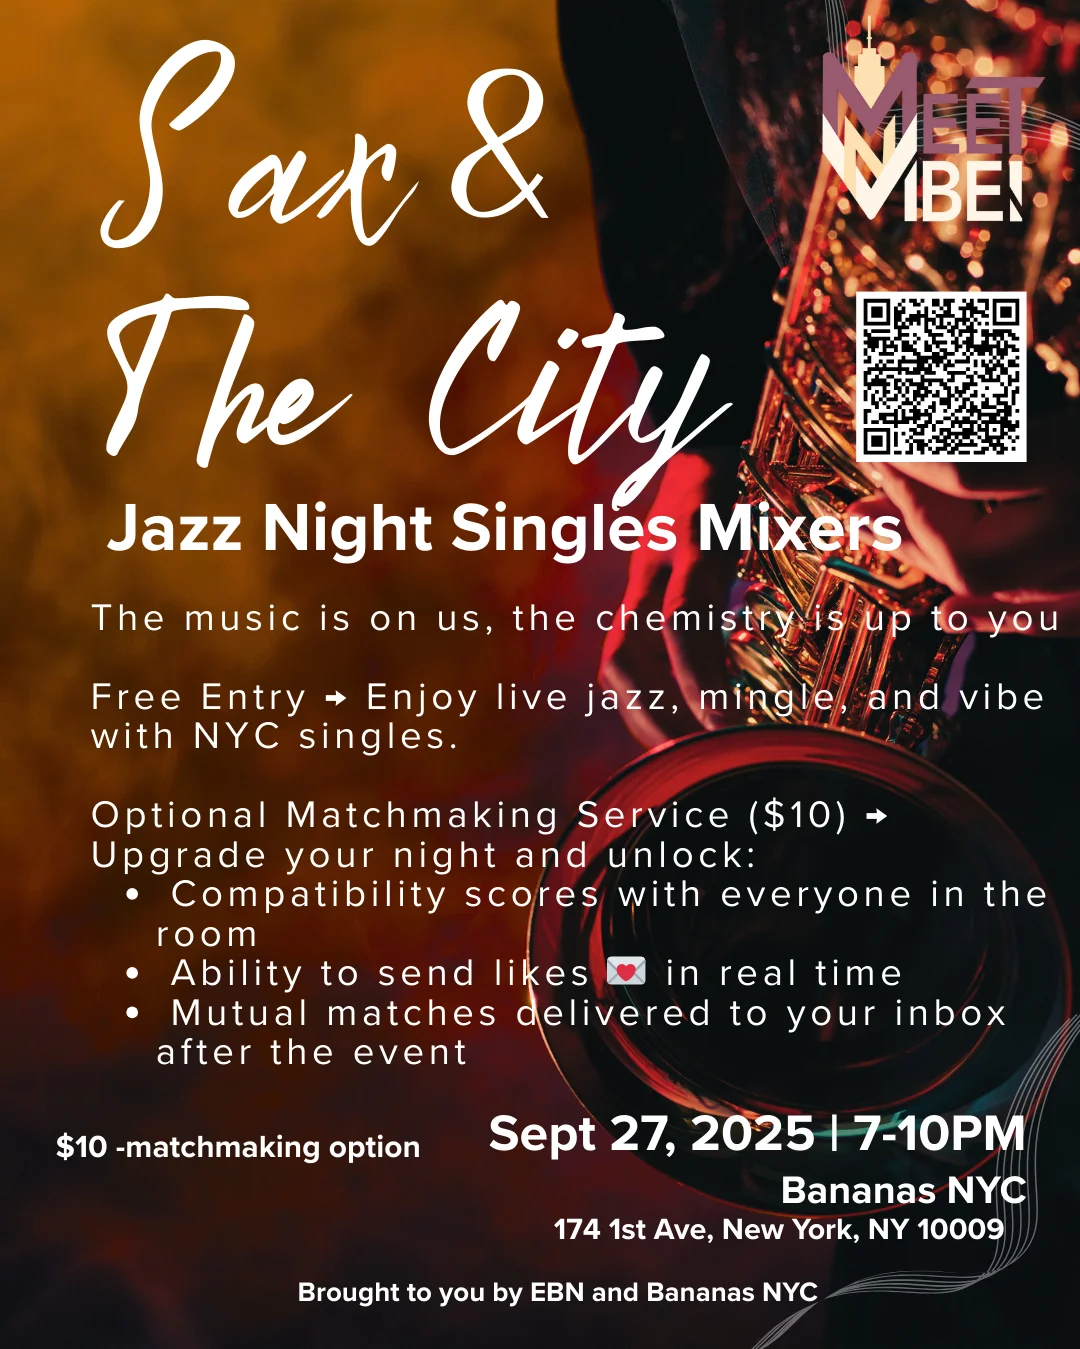 Sax &
The City
MEET
VIBE!
Jazz Night Singles Mixers
The music is on us, the chemistry is up to you
Free Entry → Enjoy live jazz, mingle, and vibe
with NYC singles.
Optional Matchmaking Service ($10) →
Upgrade your night and unlock:
• Compatibility scores with everyone in the
room
• Ability to send likes 💌 in real time
• Mutual matches delivered to your inbox
after the event
$10 -matchmaking option
Sept 27, 2025 | 7-10PM
Bananas NYC
174 1st Ave, New York, NY 10009
Brought to you by EBN and Bananas NYC